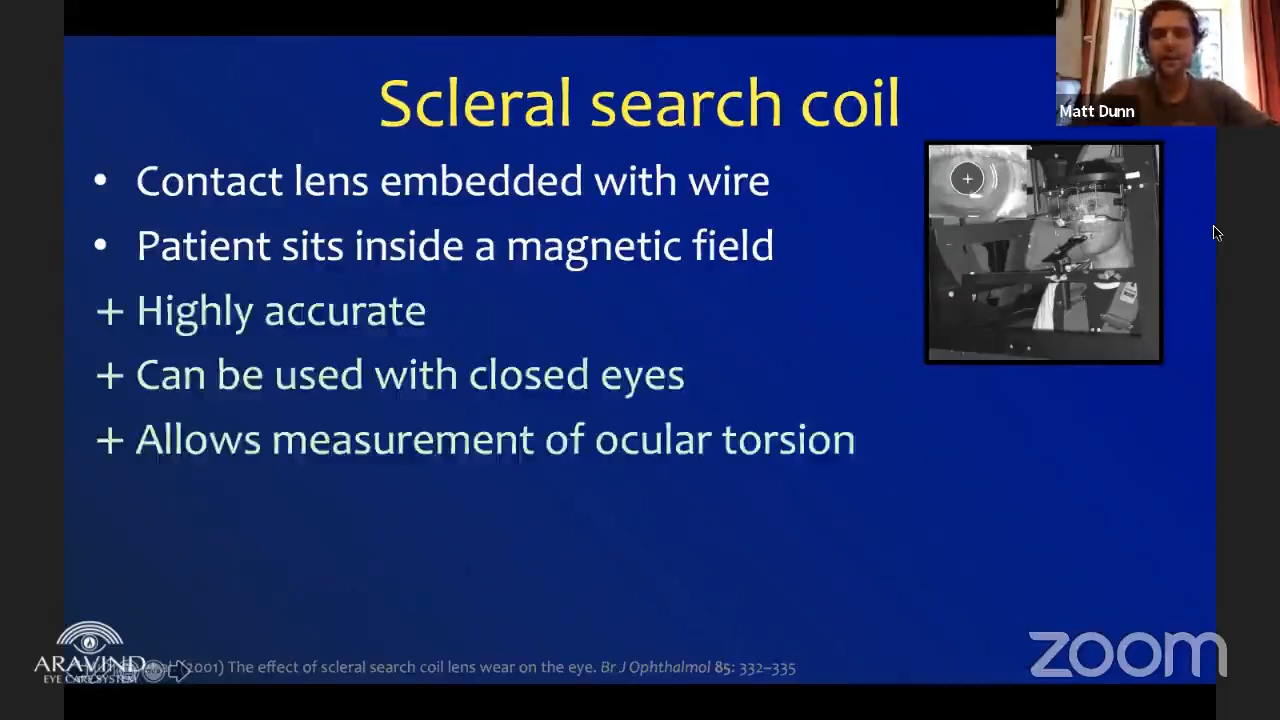 Scleral search coil
Matt Dunn
• Contact lens embedded with wire
• Patient sits inside a magnetic field
+ Highly accurate
+ Can be used with closed eyes
+ Allows measurement of ocular torsion
ARAVIND
EYE CARE SYSTEM
(2001) The effect of scleral search coil lens wear on the eye. Br J Ophthalmol 85: 332–335
zoom